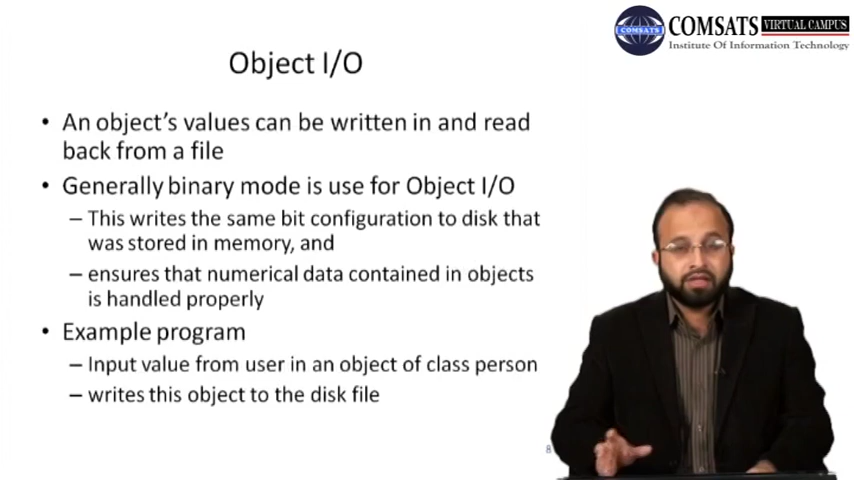 COMSATS VIRTUAL CAMPUS
Institute Of Information Technology
COMSATS
Object I/O
• An object's values can be written in and read
back from a file
• Generally binary mode is use for Object I/O
– This writes the same bit configuration to disk that
was stored in memory, and
– ensures that numerical data contained in objects
is handled properly
• Example program
– Input value from user in an object of class person
– writes this object to the disk file
8